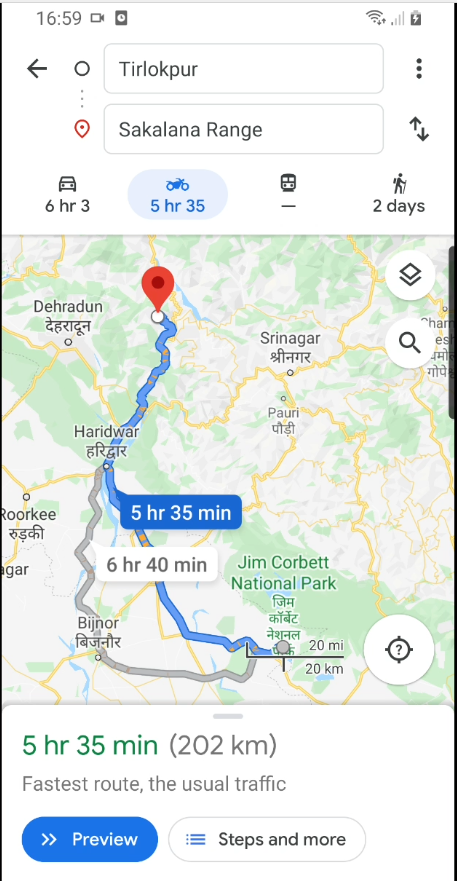 16:59
Tirlokpur
Sakalana Range
6 hr 3
5 hr 35
—
2 days
Dehradun
देहरादून
Srinagar
श्रीनगर
Pauri
पौड़ी
Haridwar
हरिद्वार
Roorkee
रुड़की
agar
5 hr 35 min
6 hr 40 min
Jim Corbett
National Park
जिम
कॉर्बेट
नेशनल
Bijnor
बिजनौर
20 mi
20 km
5 hr 35 min (202 km)
Fastest route, the usual traffic
Preview
Steps and more